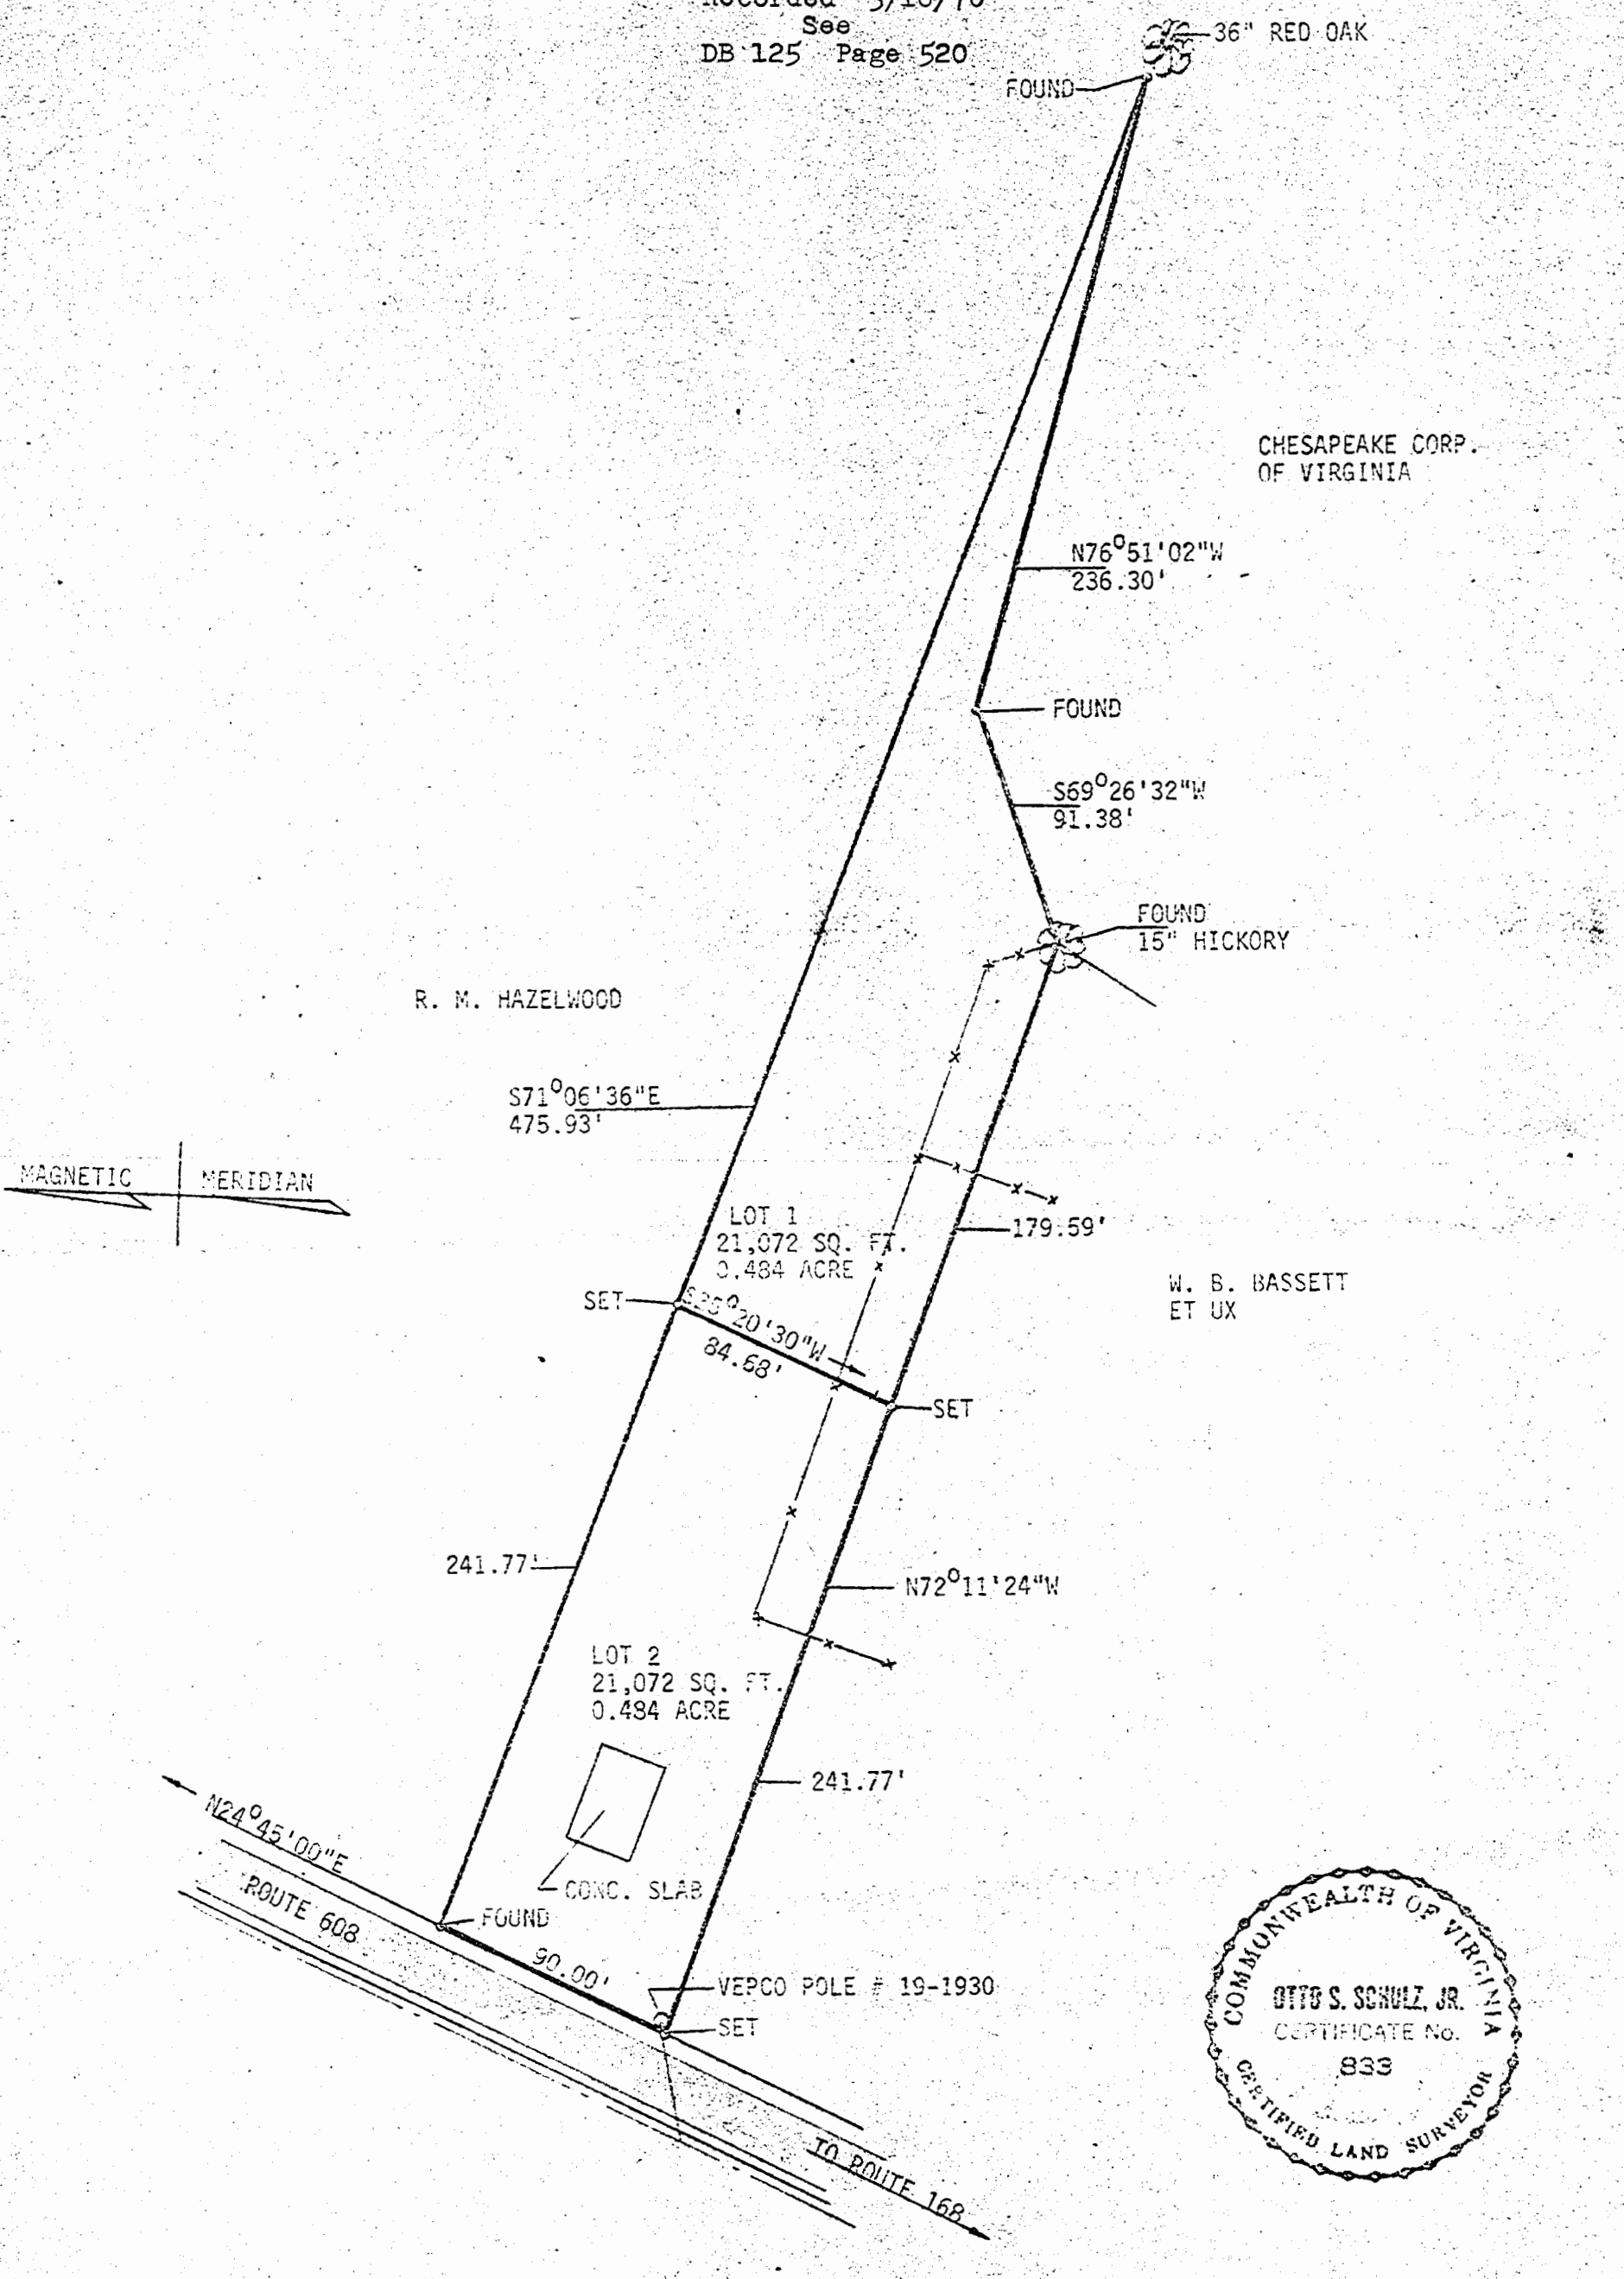 Recorded
See
DB 125 Page 520
36" RED OAK
FOUND
CHESAPEAKE CORP.
OF VIRGINIA
N76°51'02"W
236.30'
FOUND
S69°26'32"W
91.38'
FOUND
15" HICKORY
R. M. HAZELWOOD
S71°06'36"E
475.93'
MAGNETIC MERIDIAN
LOT 1
21,072 SQ. FT.
0.484 ACRE
179.59'
W. B. BASSETT
ET UX
SET
20'30"W
84.68'
SET
241.77'
N72°11'24"W
LOT 2
21,072 SQ. FT.
0.484 ACRE
241.77'
N24°45'00"E
ROUTE 608
CONC. SLAB
FOUND
90.00'
VEPCO POLE # 19-1930
SET
TO ROUTE 168
COMMONWEALTH OF VIRGINIA
OTTO S. SCHULZ, JR.
CERTIFICATE No.
833
CERTIFIED LAND SURVEYOR